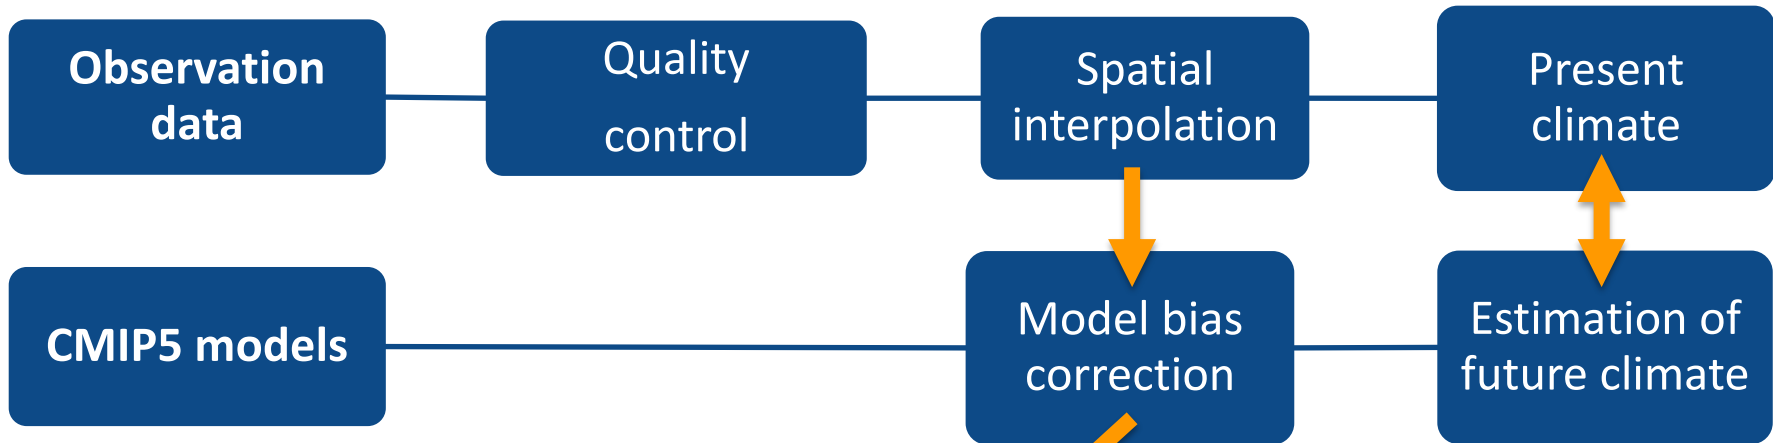 Observation
data
Quality
control
Spatial
interpolation
Present
climate
CMIP5 models
Model bias
correction
Estimation of
future climate